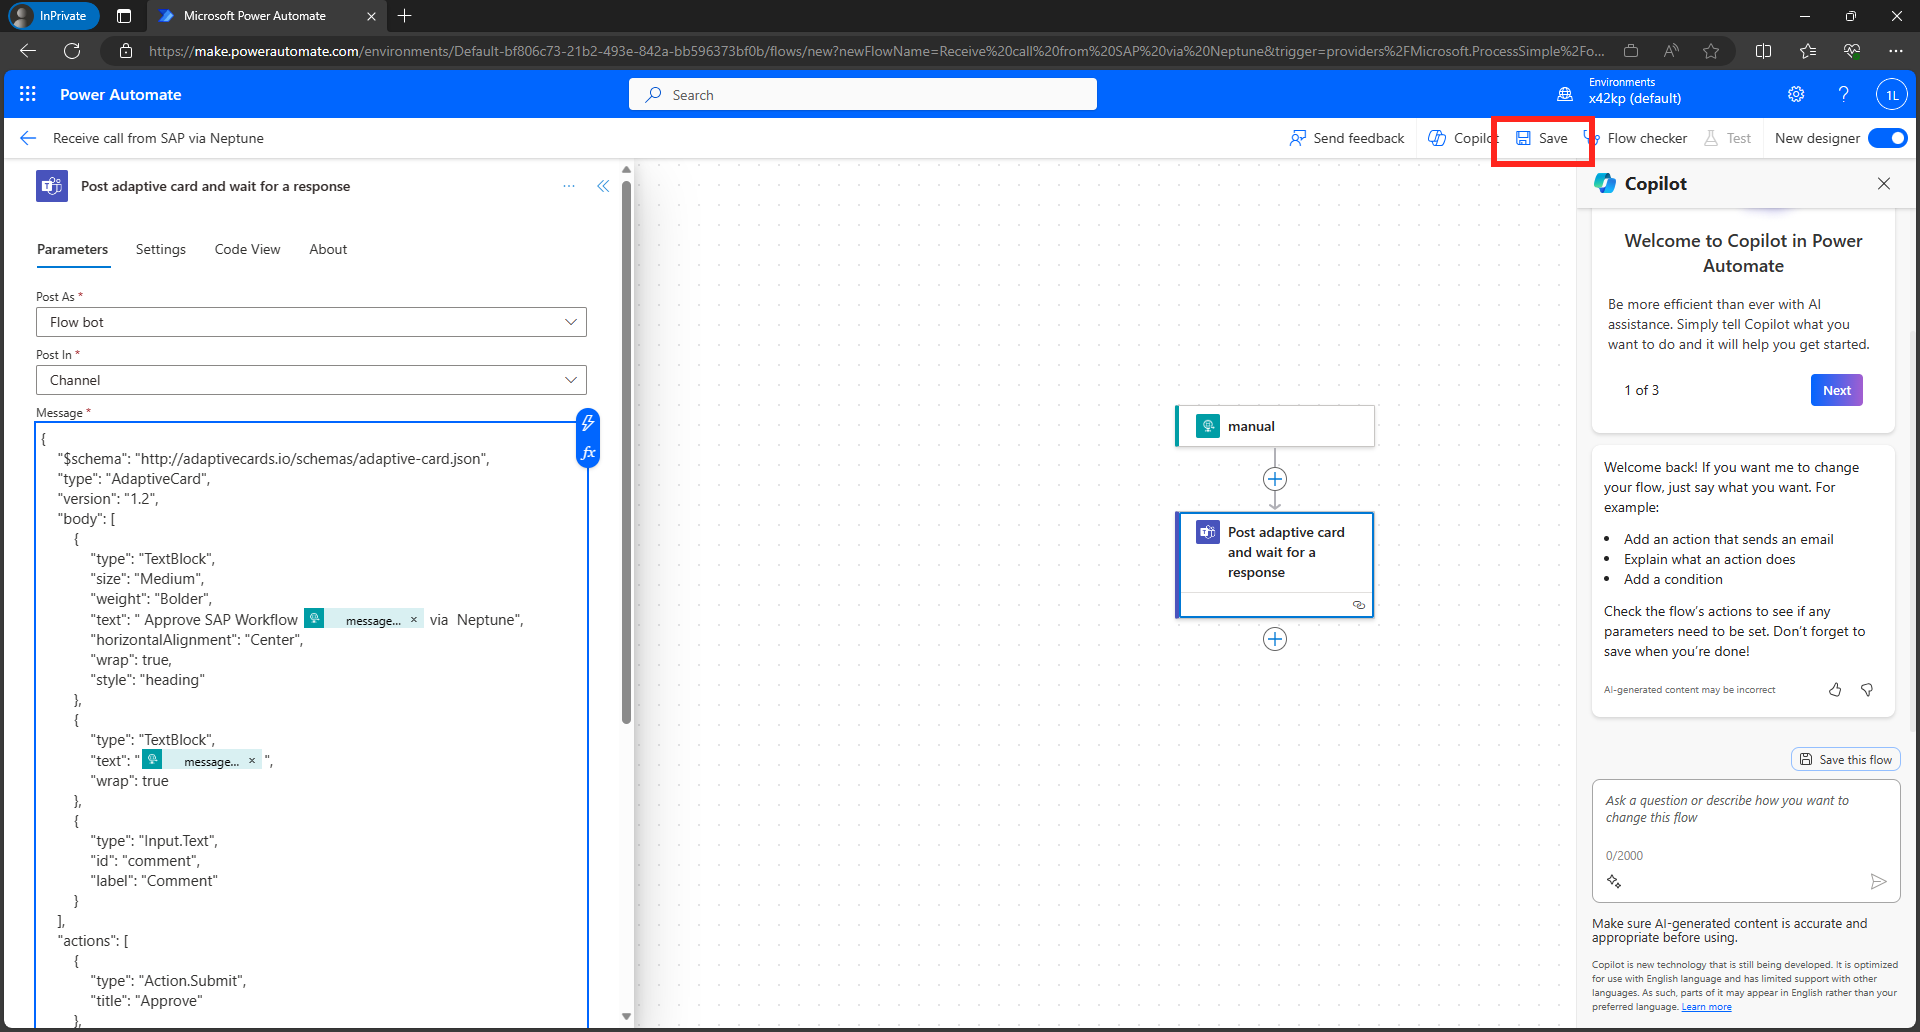 InPrivate
Microsoft Power Automate
https://make.powerautomate.com/environments/Default-bf806c73-21b2-493e-842a-bb596373bf0b/flows/new?newFlowName=Receive%20call%20from%20SAP%20via%20Neptune&trigger=providers%2FMicrosoft.ProcessSimple%2Fo...
Power Automate
Search
Environments
x42kp (default)
1L
Receive call from SAP via Neptune
Send feedback
Copilot
Save
Flow checker
Test
New designer
Post adaptive card and wait for a response
Parameters
Settings
Code View
About
Post As *
Flow bot
Post In *
Channel
Message *
fx
{
"$schema": "http://adaptivecards.io/schemas/adaptive-card.json",
"type": "AdaptiveCard",
"version": "1.2",
"body": [
{
"type": "TextBlock",
"size": "Medium",
"weight": "Bolder",
"text": " Approve SAP Workflow message... × via Neptune",
"horizontalAlignment": "Center",
"wrap": true,
"style": "heading"
},
{
"type": "TextBlock",
"text": " message... × ",
"wrap": true
},
{
"type": "Input.Text",
"id": "comment",
"label": "Comment"
}
],
"actions": [
{
"type": "Action.Submit",
"title": "Approve"
},
manual
Post adaptive card
and wait for a
response
Copilot
Welcome to Copilot in Power
Automate
Be more efficient than ever with AI
assistance. Simply tell Copilot what you
want to do and it will help you get started.
1 of 3
Next
Welcome back! If you want me to change
your flow, just say what you want. For
example:
• Add an action that sends an email
• Explain what an action does
• Add a condition
Check the flow's actions to see if any
parameters need to be set. Don't forget to
save when you're done!
AI-generated content may be incorrect
Save this flow
Ask a question or describe how you want to
change this flow
0/2000
Make sure AI-generated content is accurate and
appropriate before using.
Copilot is new technology that is still being developed. It is optimized
for use with English language and has limited support with other
languages. As such, parts of it may appear in English rather than your
preferred language. Learn more